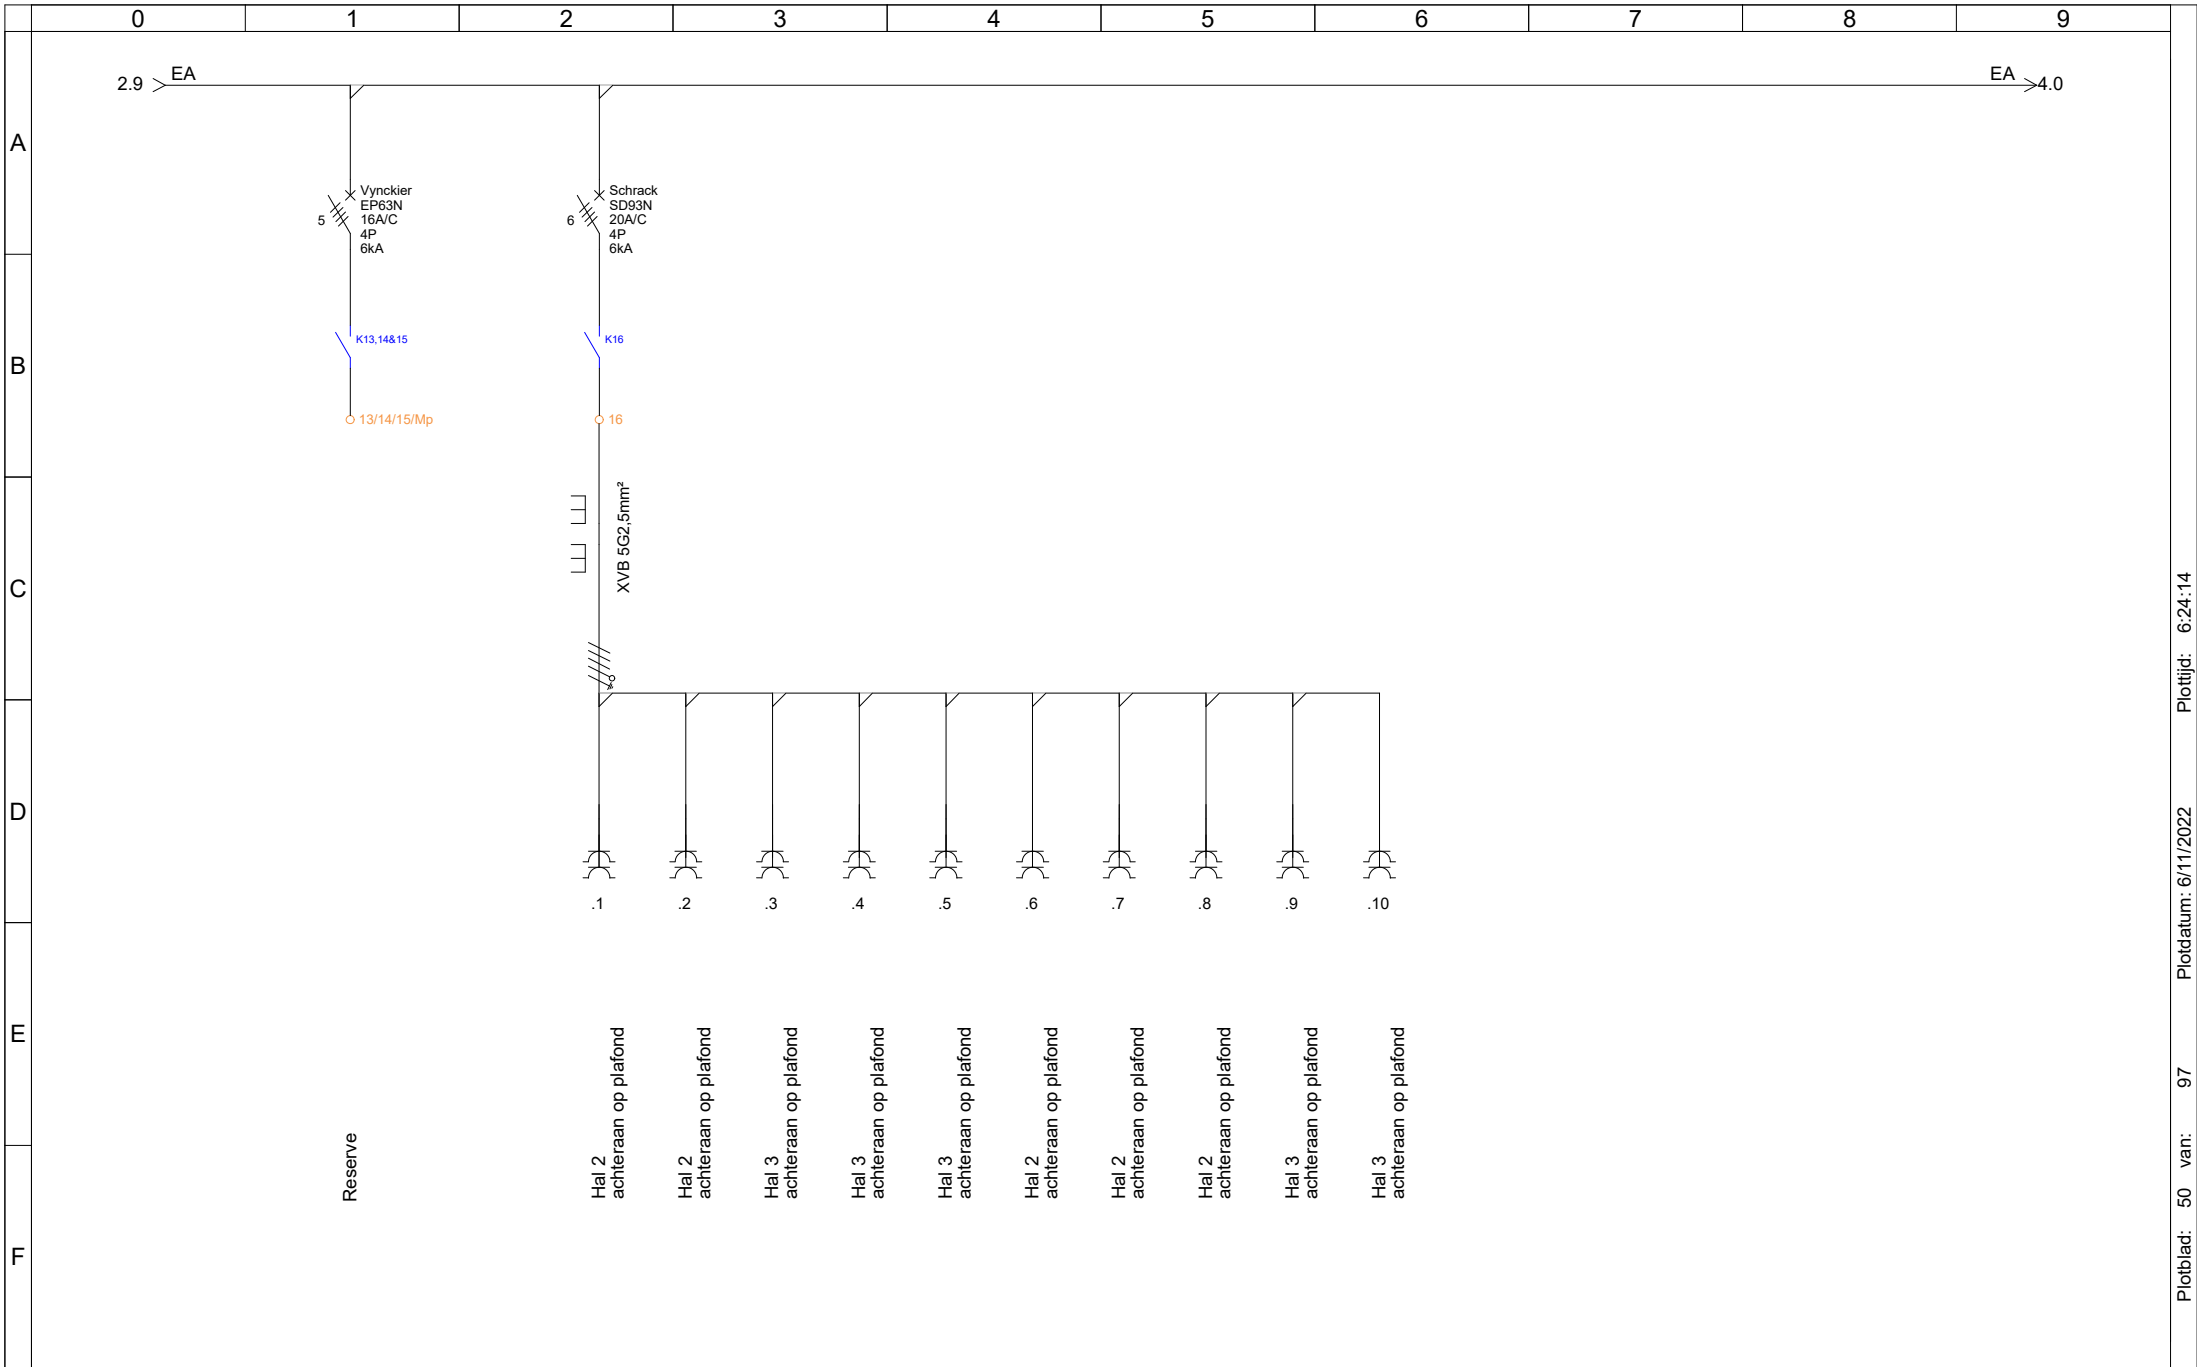 0 1 2 3 4 5 6 7 8 9
A
B
C
D
E
F
2.9
EA
EA
4.0
5
Vynckier
EP63N
16A/C
4P
6kA
6
Schrack
SD93N
20A/C
4P
6kA
K13,14&15
K16
13/14/15/Mp
16
XVB 5G2,5mm²
.1 .2 .3 .4 .5 .6 .7 .8 .9 .10
Reserve
Hal 2
achteraan op plafond
Hal 2
achteraan op plafond
Hal 3
achteraan op plafond
Hal 3
achteraan op plafond
Hal 3
achteraan op plafond
Hal 2
achteraan op plafond
Hal 2
achteraan op plafond
Hal 2
achteraan op plafond
Hal 3
achteraan op plafond
Hal 3
achteraan op plafond
Plotblad: 50 van: 97 Plotdatum: 6/11/2022 Plottijd: 6:24:14